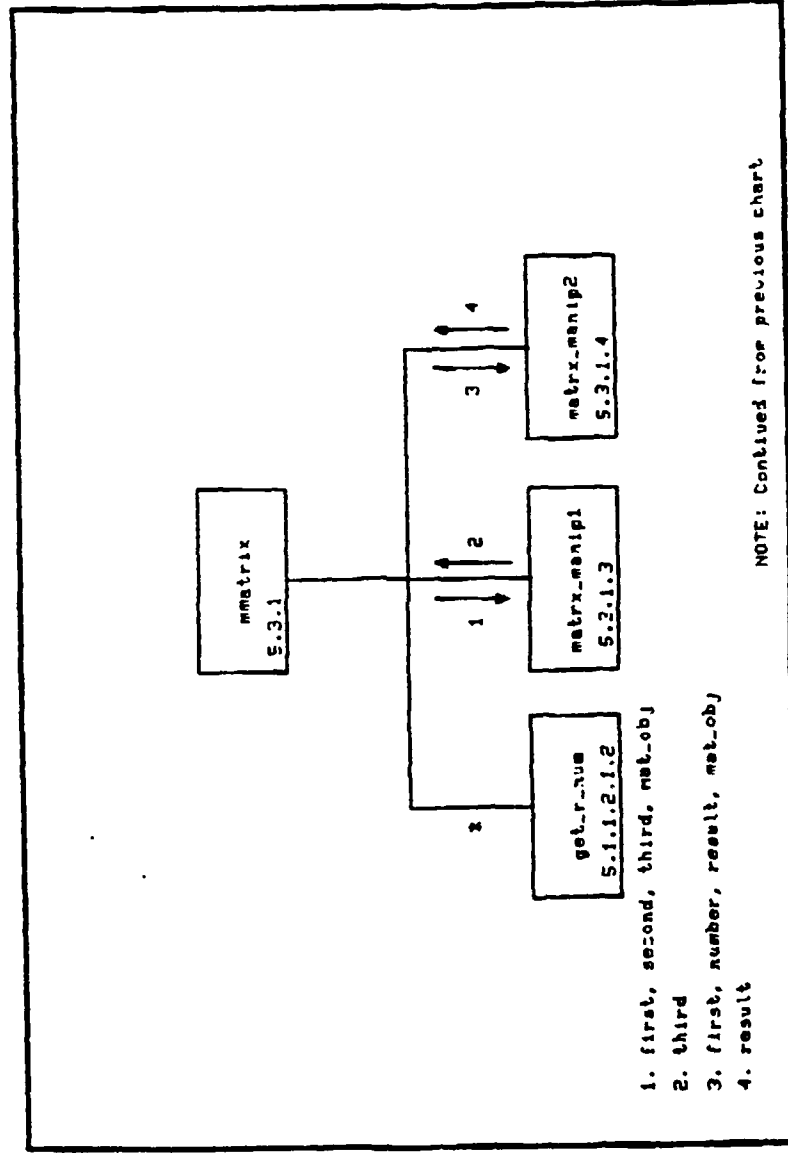 mmatrix
5.3.1
get_r_num
5.1.1.2.1.2
*
matrx_manip1
5.3.1.3
1
2
matrx_manip2
5.3.1.4
3
4
1. first, second, third, mat_obj
2. third
3. first, number, result, mat_obj
4. result
NOTE: Contiued from previous chart